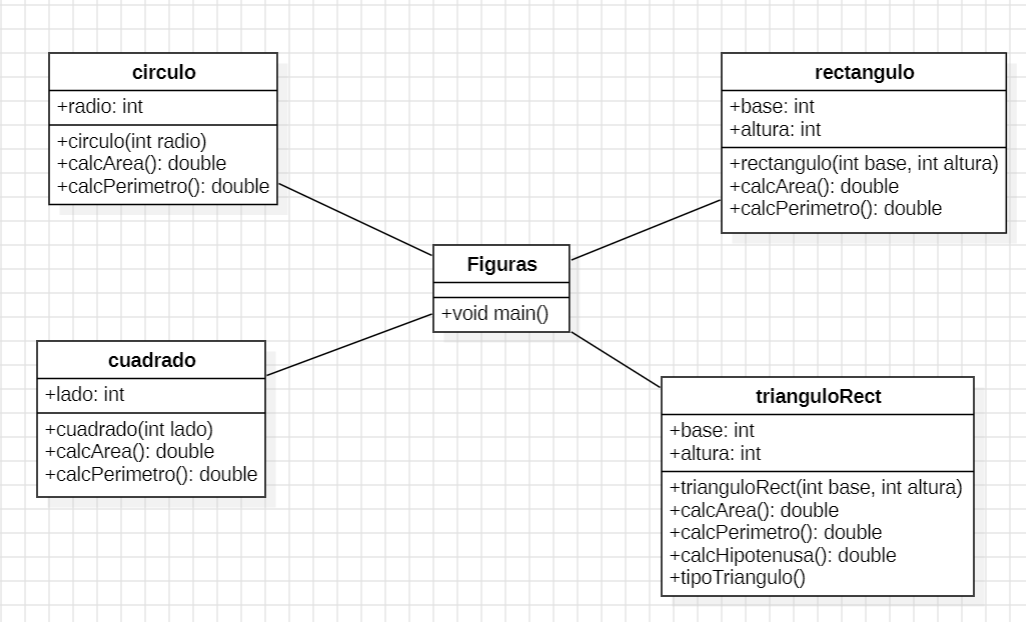 circulo
+radio: int
+circulo(int radio)
+calcArea(): double
+calcPerimetro(): double
rectangulo
+base: int
+altura: int
+rectangulo(int base, int altura)
+calcArea(): double
+calcPerimetro(): double
Figuras
+void main()
cuadrado
+lado: int
+cuadrado(int lado)
+calcArea(): double
+calcPerimetro(): double
trianguloRect
+base: int
+altura: int
+trianguloRect(int base, int altura)
+calcArea(): double
+calcPerimetro(): double
+calcHipotenusa(): double
+tipoTriangulo()